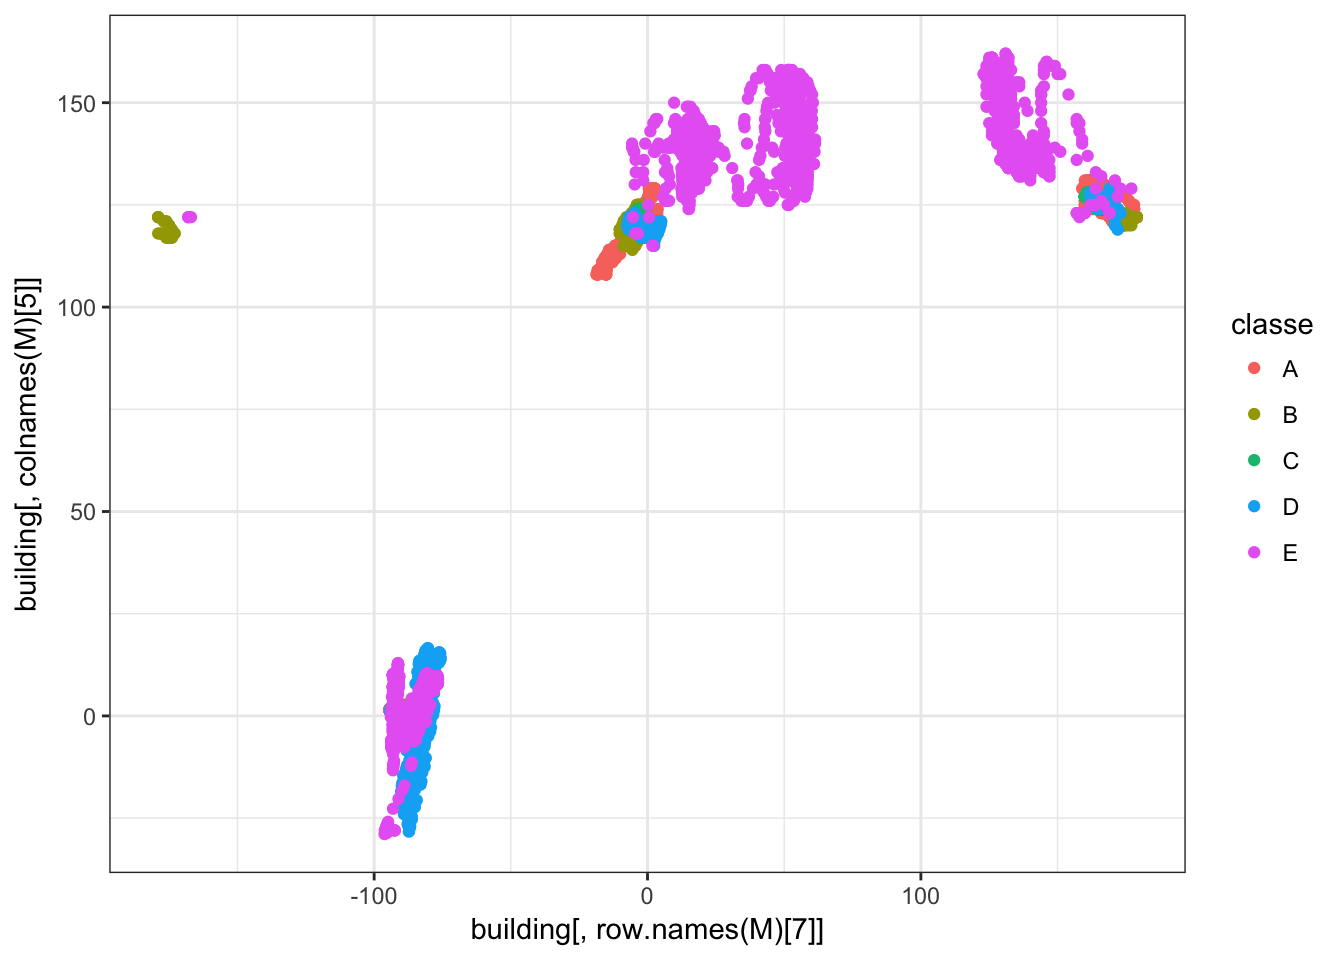 150
100
50
0
-100
0
100
building[, colnames(M)[5]]
building[, row.names(M)[7]]
classe
A
B
C
D
E